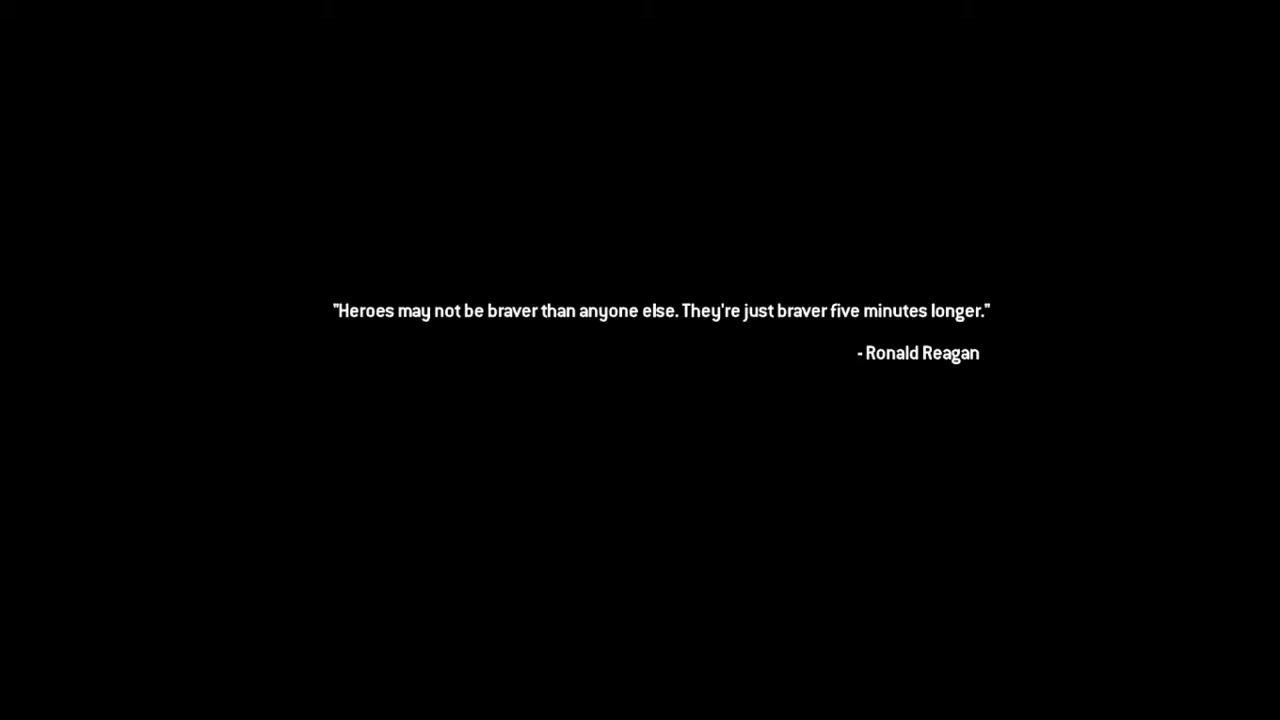 "Heroes may not be braver than anyone else. They're just braver five minutes longer."
- Ronald Reagan